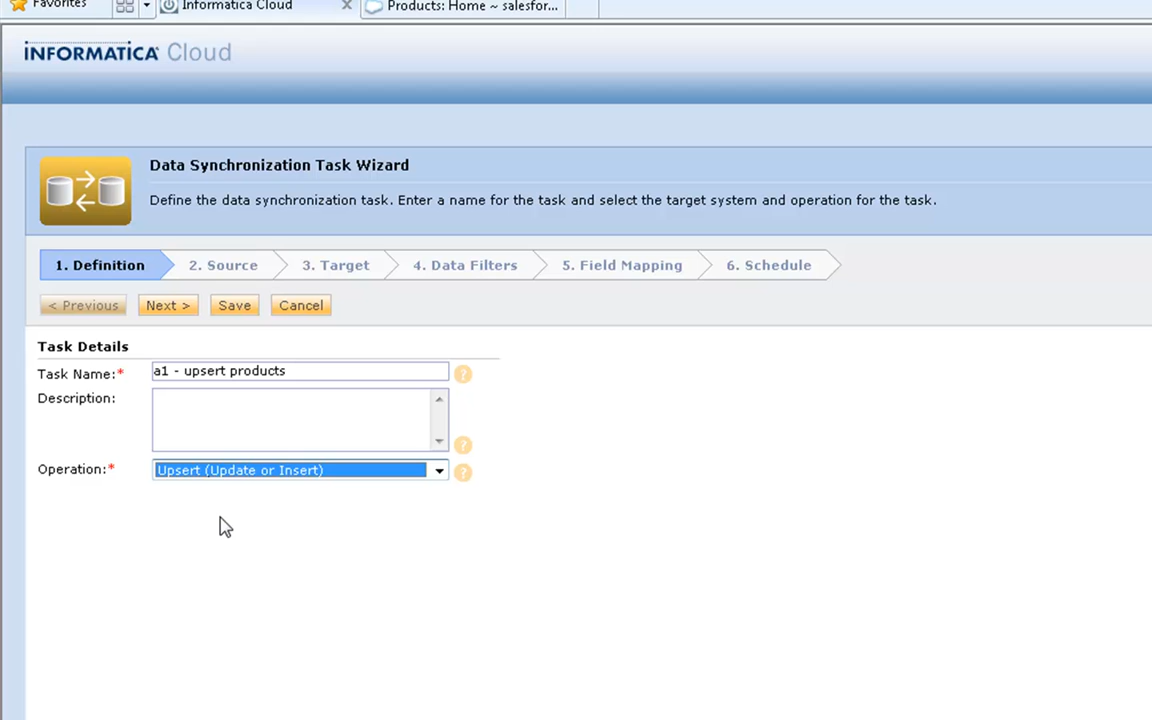 Favorites
Informatica Cloud
Products: Home ~ salesfor...
INFORMATICA Cloud
Data Synchronization Task Wizard
Define the data synchronization task. Enter a name for the task and select the target system and operation for the task.
1. Definition 2. Source 3. Target 4. Data Filters 5. Field Mapping 6. Schedule
< Previous Next > Save Cancel
Task Details
Task Name:* a1 - upsert products ?
Description: ?
Operation:* Upsert (Update or Insert) ?